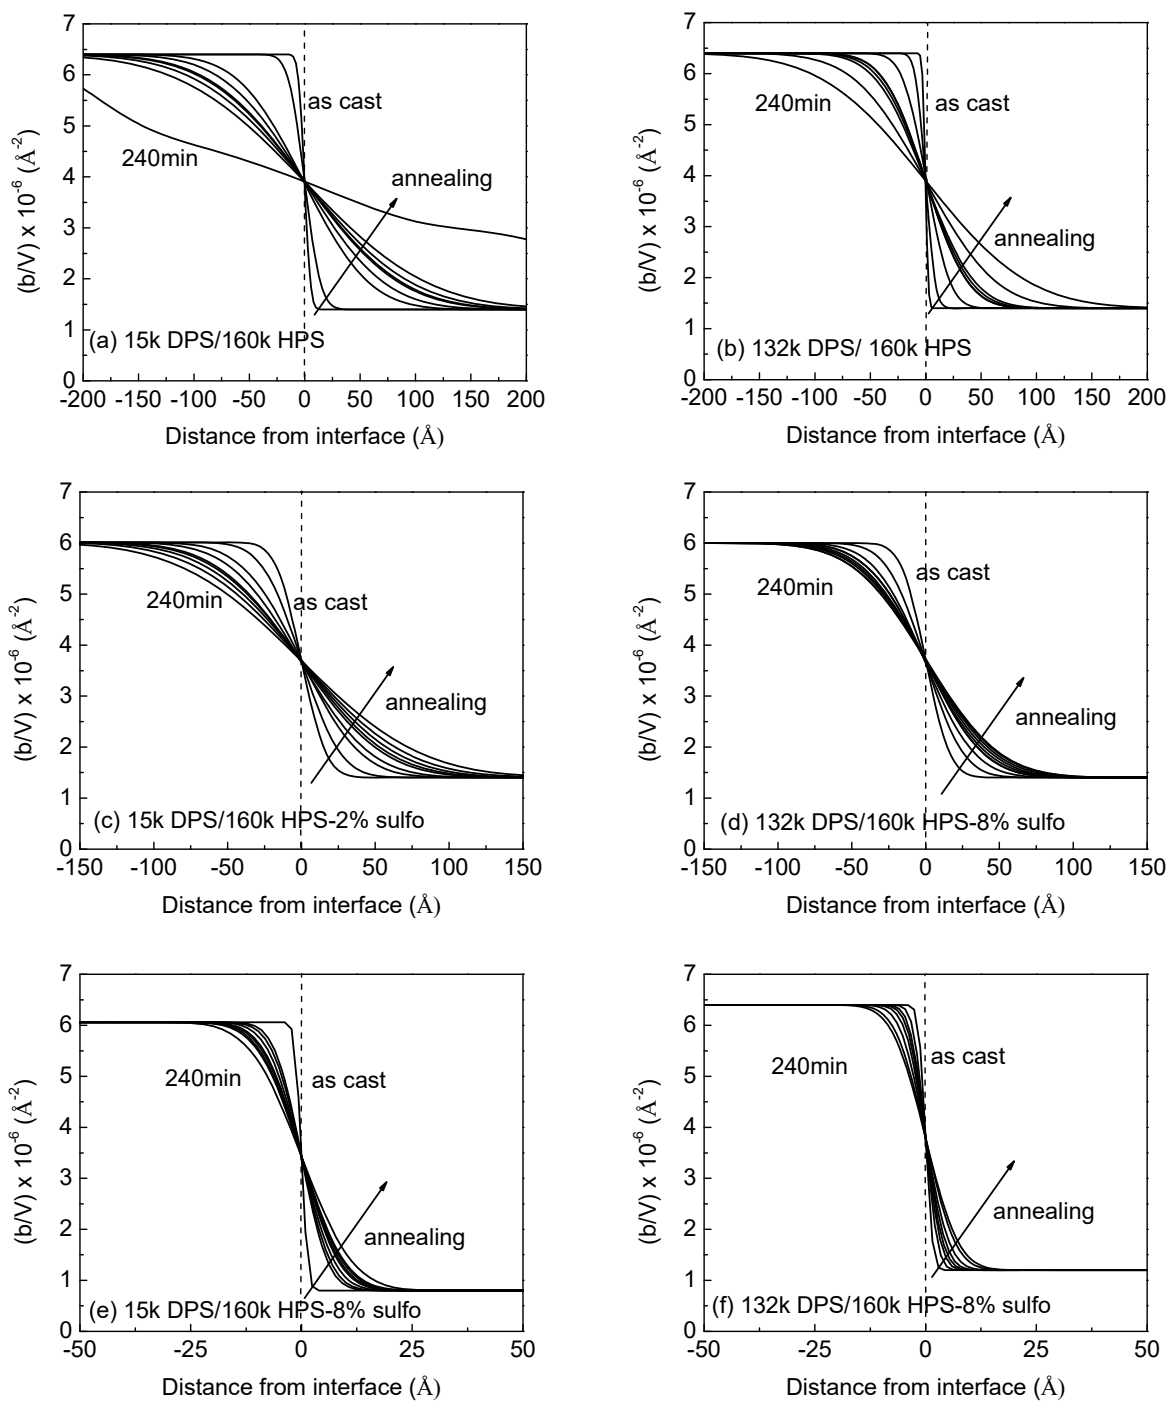 7
6
5
4
3
2
1
0
(b/V) x 10⁻⁶ (Å⁻²)
as cast
240min
annealing
(a) 15k DPS/160k HPS
-200 -150 -100 -50 0 50 100 150 200
Distance from interface (Å)
7
6
5
4
3
2
1
0
(b/V) x 10⁻⁶ (Å⁻²)
240min
as cast
annealing
(b) 132k DPS/ 160k HPS
-200 -150 -100 -50 0 50 100 150 200
Distance from interface (Å)
7
6
5
4
3
2
1
0
(b/V) x 10⁻⁶ (Å⁻²)
240min
as cast
annealing
(c) 15k DPS/160k HPS-2% sulfo
-150 -100 -50 0 50 100 150
Distance from interface (Å)
7
6
5
4
3
2
1
0
(b/V) x 10⁻⁶ (Å⁻²)
as cast
240min
annealing
(d) 132k DPS/160k HPS-8% sulfo
-150 -100 -50 0 50 100 150
Distance from interface (Å)
7
6
5
4
3
2
1
0
(b/V) x 10⁻⁶ (Å⁻²)
240min
as cast
annealing
(e) 15k DPS/160k HPS-8% sulfo
-50 -25 0 25 50
Distance from interface (Å)
7
6
5
4
3
2
1
0
(b/V) x 10⁻⁶ (Å⁻²)
as cast
240min
annealing
(f) 132k DPS/160k HPS-8% sulfo
-50 -25 0 25 50
Distance from interface (Å)